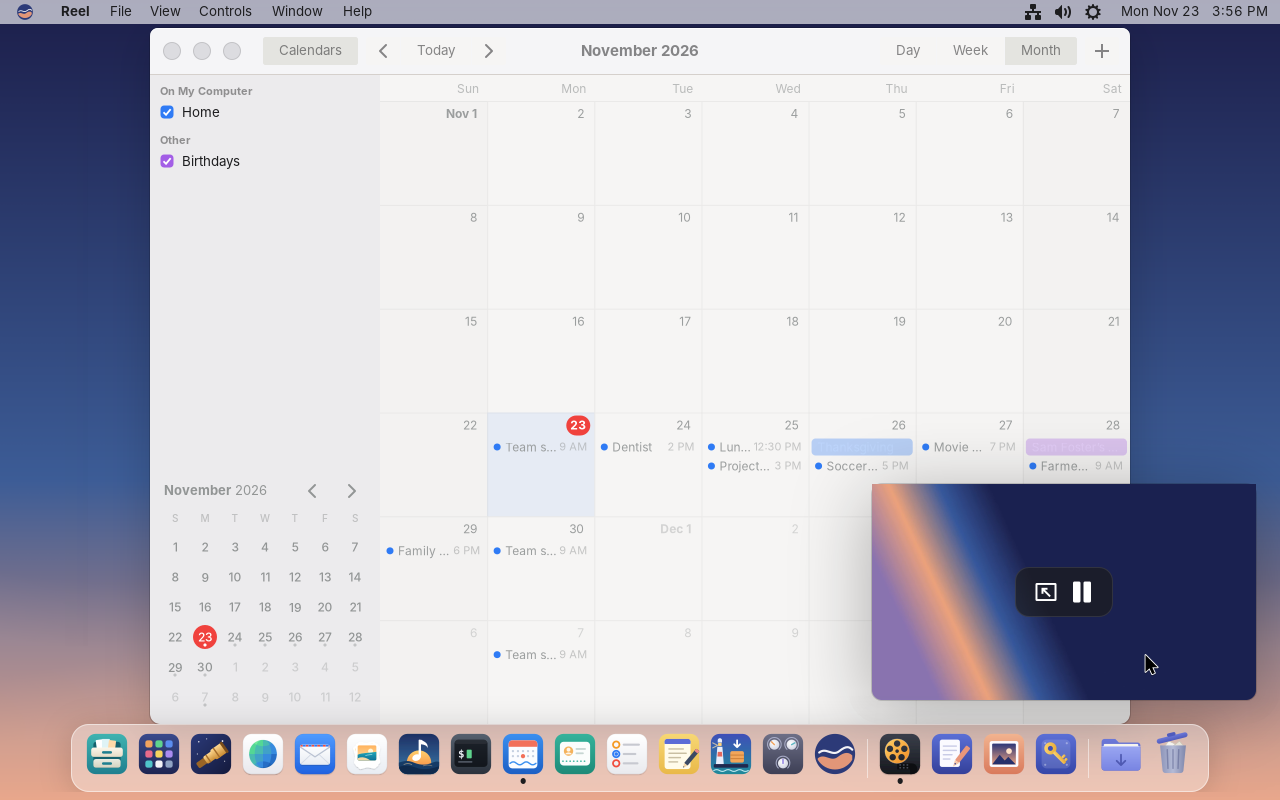 Reel File View Controls Window Help Mon Nov 23 3:56 PM
Calendars Today November 2026 Day Week Month
On My Computer
Home
Other
Birthdays
Sun Mon Tue Wed Thu Fri Sat
Nov 1 2 3 4 5 6 7
8 9 10 11 12 13 14
15 16 17 18 19 20 21
22 23 24 25 26 27 28
Team s... 9 AM Dentist 2 PM Lun... 12:30 PM Thanksgiving Movie ... 7 PM
Project... 3 PM Soccer... 5 PM Farme... 9 AM
29 30 Dec 1 2
Family ... 6 PM Team s... 9 AM
6 7 8 9
Team s... 9 AM
November 2026
S M T W T F S
1 2 3 4 5 6 7
8 9 10 11 12 13 14
15 16 17 18 19 20 21
22 23 24 25 26 27 28
29 30 1 2 3 4 5
6 7 8 9 10 11 12
$